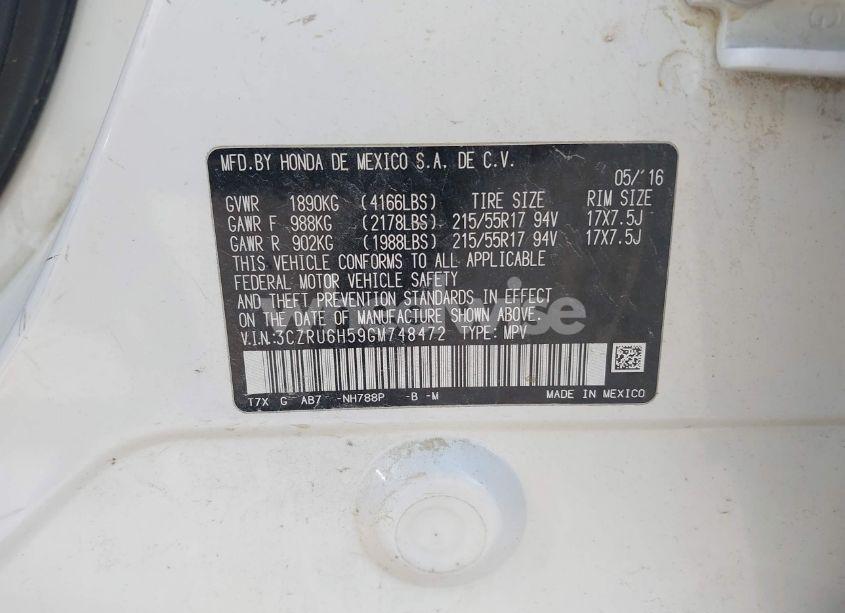 MFD.BY HONDA DE MEXICO S.A. DE C.V.
05/'16
GVWR 1890KG (4166LBS) TIRE SIZE RIM SIZE
GAWR F 988KG (2178LBS) 215/55R17 94V 17X7.5J
GAWR R 902KG (1988LBS) 215/55R17 94V 17X7.5J
THIS VEHICLE CONFORMS TO ALL APPLICABLE
FEDERAL MOTOR VEHICLE SAFETY
AND THEFT PREVENTION STANDARDS IN EFFECT
ON THE DATE OF MANUFACTURE SHOWN ABOVE.
V.I.N:3CZRU6H59GM748472 TYPE: MPV
T7X G AB7 -NH788P -B -M MADE IN MEXICO